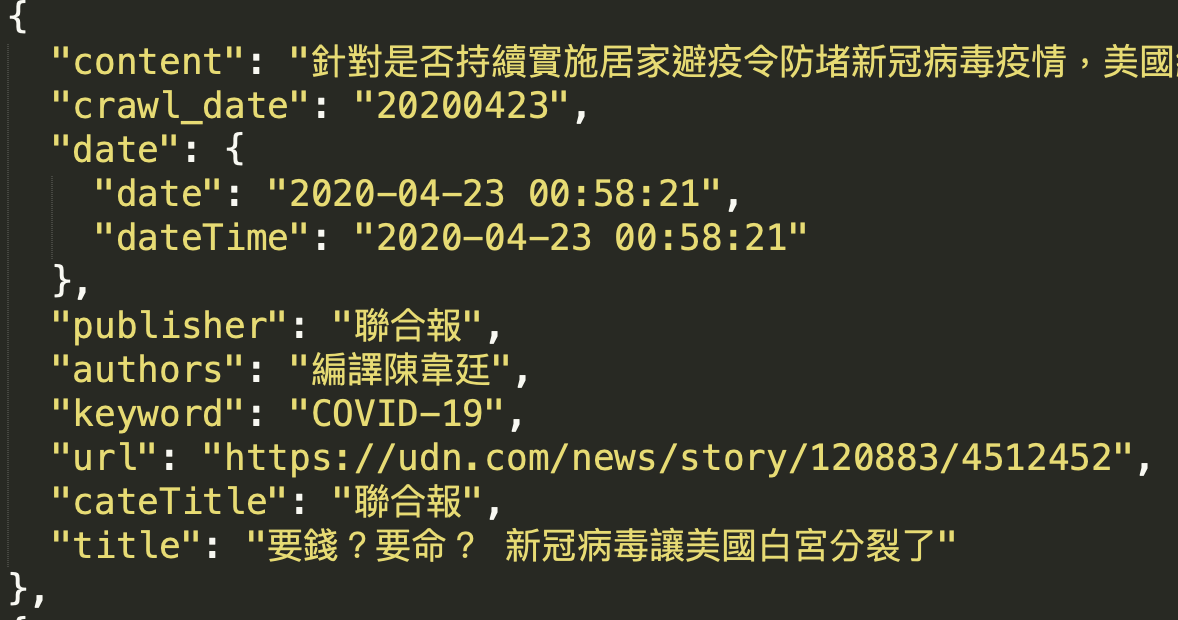 {
"content": "針對是否持續實施居家避疫令防堵新冠病毒疫情，美國
"crawl_date": "20200423",
"date": {
"date": "2020-04-23 00:58:21",
"dateTime": "2020-04-23 00:58:21"
},
"publisher": "聯合報",
"authors": "編譯陳韋廷",
"keyword": "COVID-19",
"url": "https://udn.com/news/story/120883/4512452",
"cateTitle": "聯合報",
"title": "要錢？要命？ 新冠病毒讓美國白宮分裂了"
},